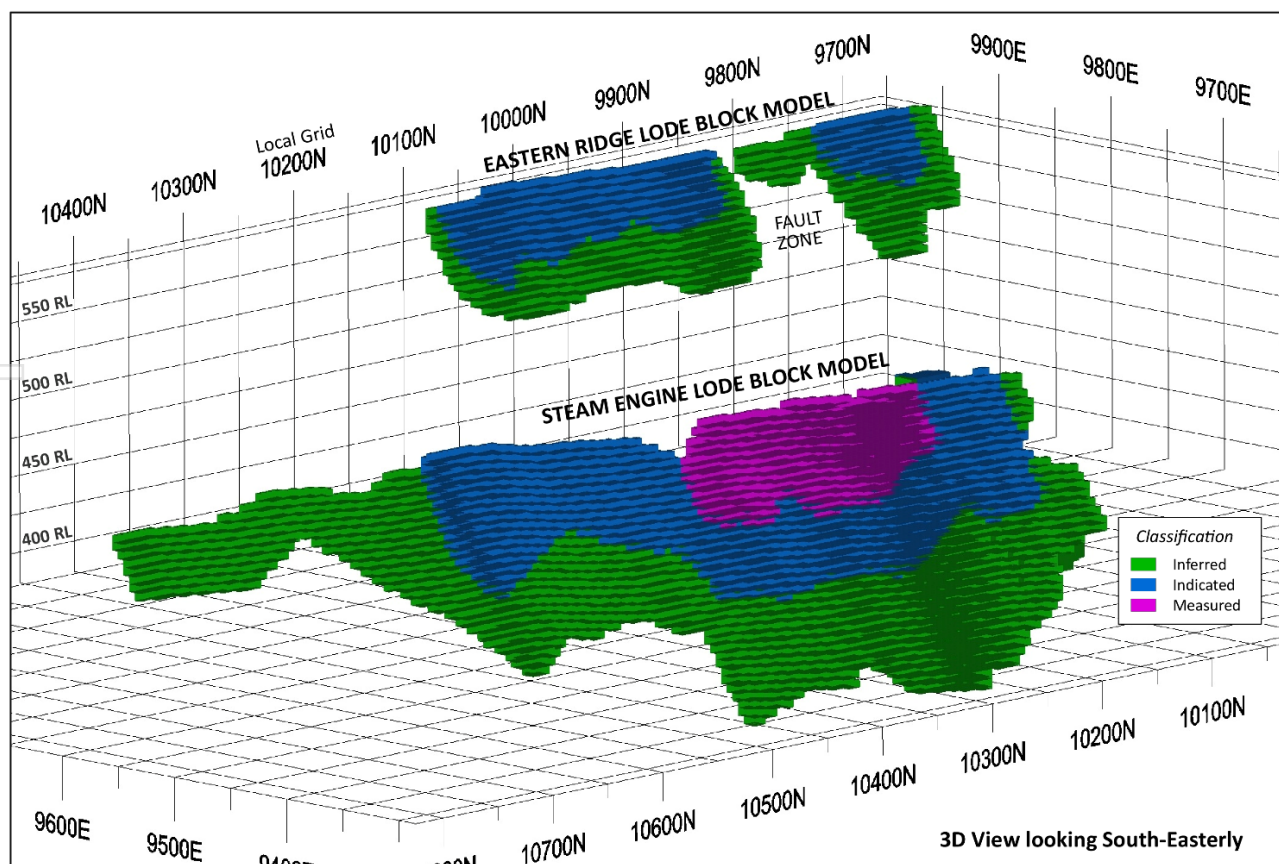 9700N
9900E
9800N
9800E
9900N
9700E
10000N
Local Grid
10100N
10200N
10300N
10400N
EASTERN RIDGE LODE BLOCK MODEL
FAULT
ZONE
550 RL
500 RL
450 RL
400 RL
STEAM ENGINE LODE BLOCK MODEL
Classification
Inferred
Indicated
Measured
10100N
10200N
10300N
10400N
10500N
10600N
10700N
9600E
9500E
3D View looking South-Easterly